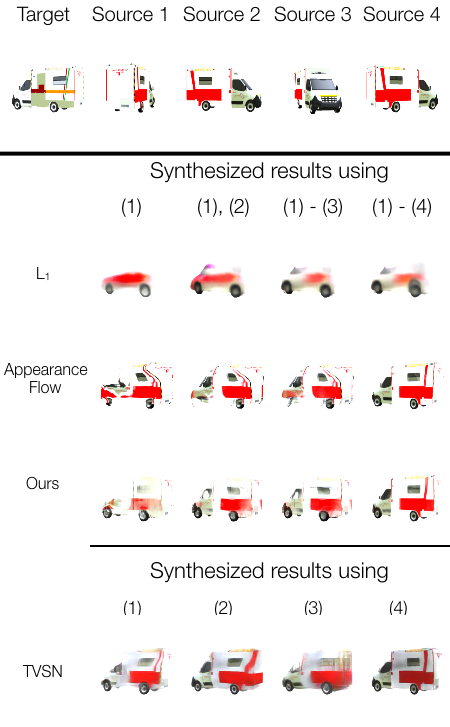 Target Source 1 Source 2 Source 3 Source 4
Synthesized results using
(1) (1), (2) (1) - (3) (1) - (4)
L₁
Appearance
Flow
Ours
Synthesized results using
(1) (2) (3) (4)
TVSN